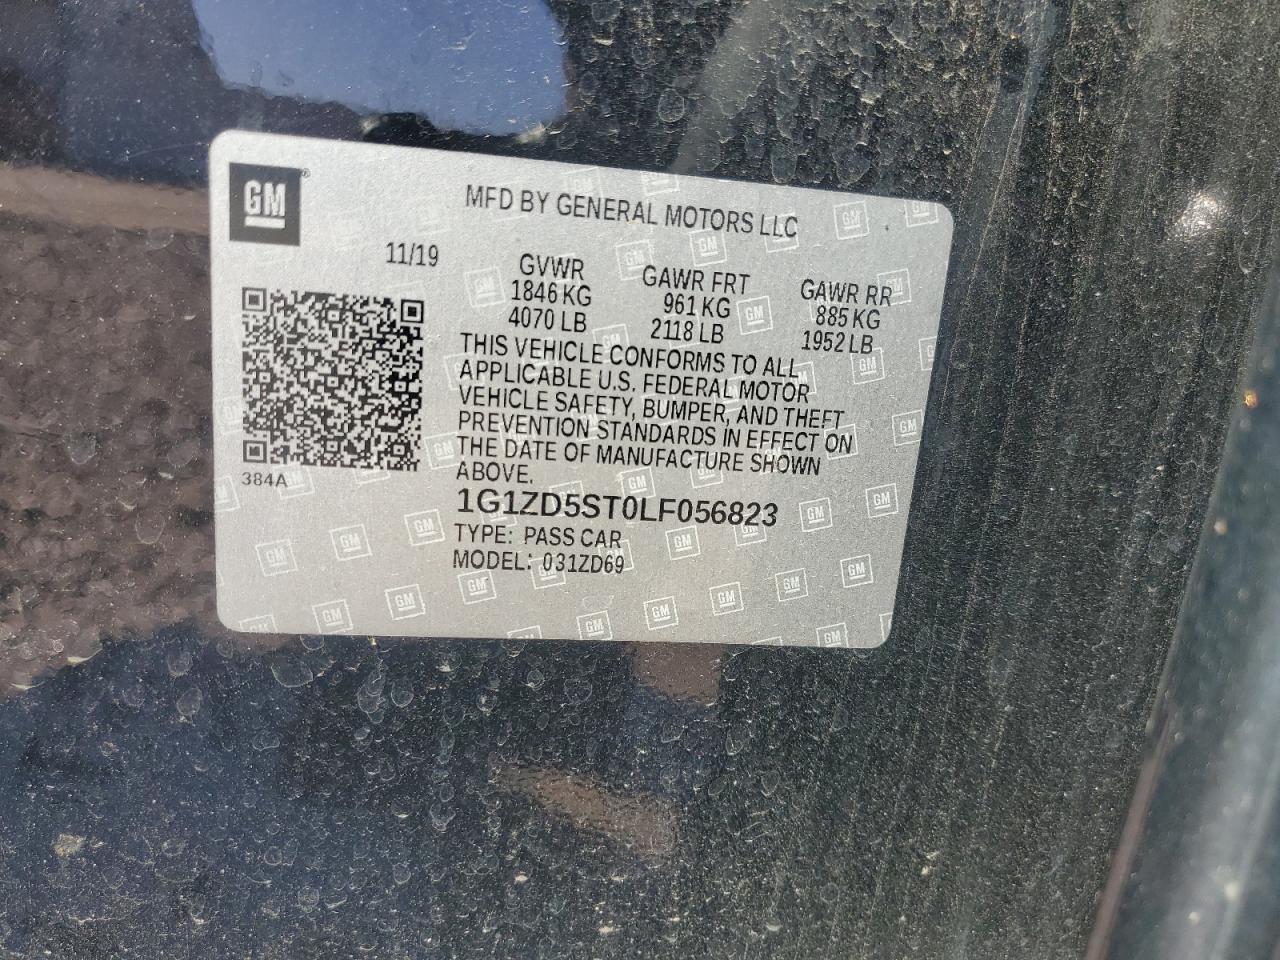 GM
MFD BY GENERAL MOTORS LLC
11/19
GVWR GAWR FRT GAWR RR
1846 KG 961 KG 885 KG
4070 LB 2118 LB 1952 LB
THIS VEHICLE CONFORMS TO ALL
APPLICABLE U.S. FEDERAL MOTOR
VEHICLE SAFETY, BUMPER, AND THEFT
PREVENTION STANDARDS IN EFFECT ON
THE DATE OF MANUFACTURE SHOWN
ABOVE.
384A
1G1ZD5ST0LF056823
TYPE: PASS CAR
MODEL: 031ZD69